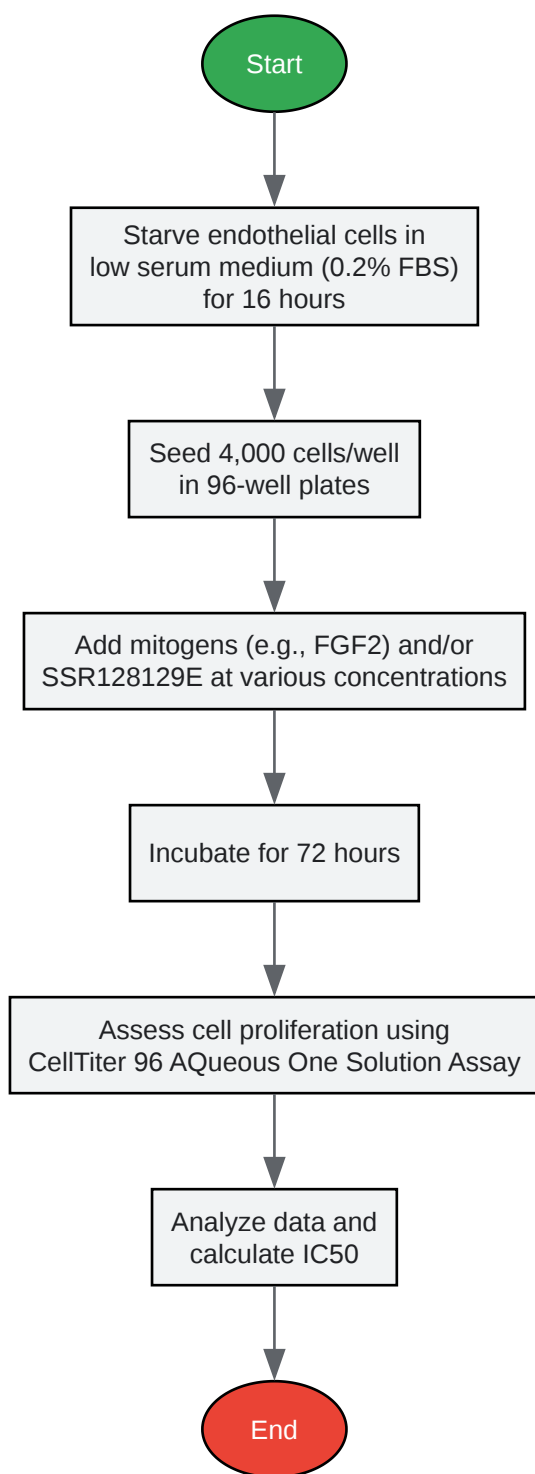 Start
Starve endothelial cells in
low serum medium (0.2% FBS)
for 16 hours
Seed 4,000 cells/well
in 96-well plates
Add mitogens (e.g., FGF2) and/or
SSR128129E at various concentrations
Incubate for 72 hours
Assess cell proliferation using
CellTiter 96 AQueous One Solution Assay
Analyze data and
calculate IC50
End